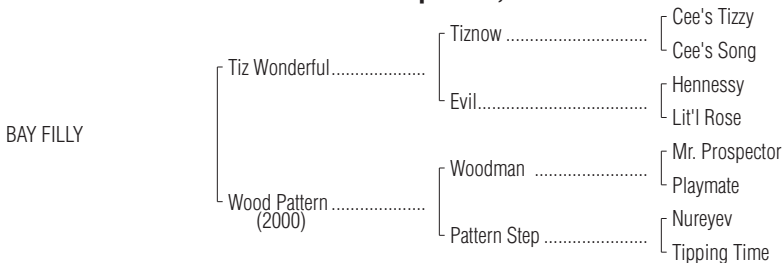 Cee's Tizzy
Tiznow
Cee's Song
Tiz Wonderful
Hennessy
Evil
Lit'l Rose
BAY FILLY
Mr. Prospector
Woodman
Playmate
Wood Pattern
(2000)
Nureyev
Pattern Step
Tipping Time